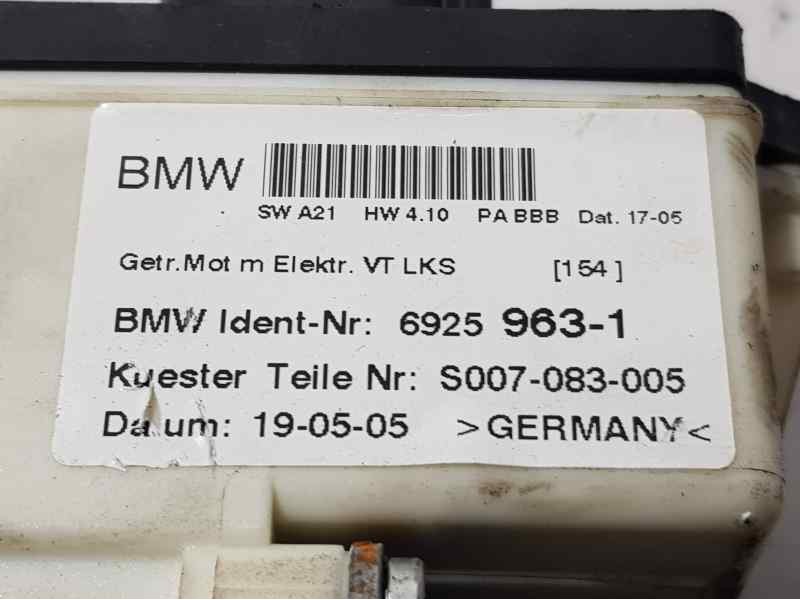 BMW
SW A21 HW 4.10 PA BBB Dat. 17-05
Getr.Mot m Elektr. VT LKS [154]
BMW Ident-Nr: 6925 963-1
Kuester Teile Nr: S007-083-005
Datum: 19-05-05 >GERMANY<